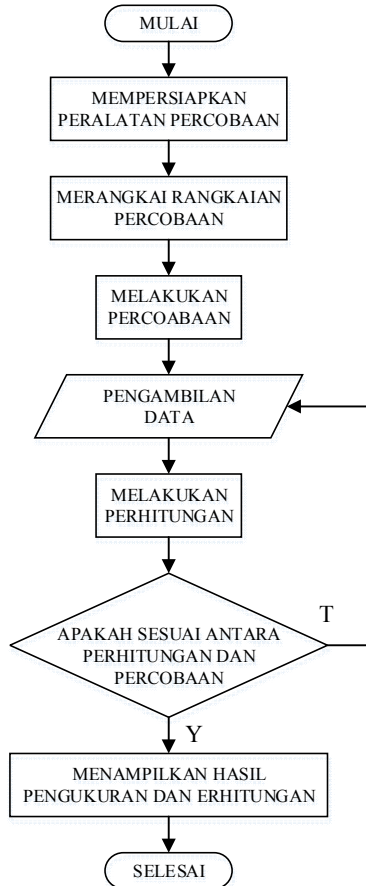 MULAI
MEMPERSIAPKAN
PERALATAN PERCOBAAN
MERANGKAI RANGKAIAN
PERCOBAAN
MELAKUKAN
PERCOABAAN
PENGAMBILAN
DATA
MELAKUKAN
PERHITUNGAN
APAKAH SESUAI ANTARA
PERHITUNGAN DAN
PERCOBAAN
T
Y
MENAMPILKAN HASIL
PENGUKURAN DAN ERHITUNGAN
SELESAI